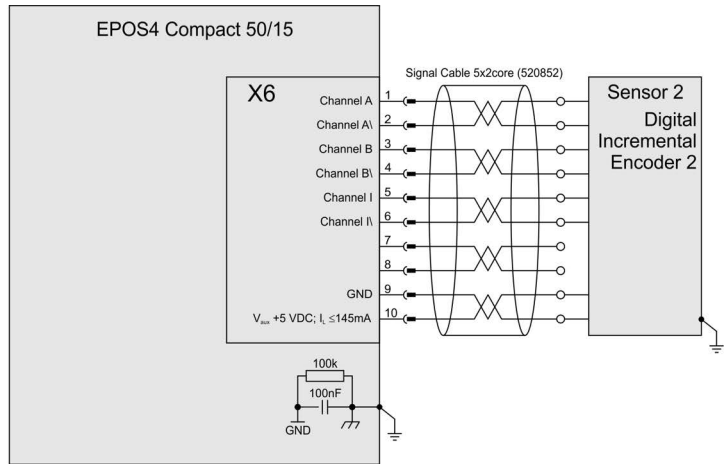 EPOS4 Compact 50/15
Signal Cable 5x2core (520852)
X6
Channel A 1
Channel A\ 2
Channel B 3
Channel B\ 4
Channel I 5
Channel I\ 6
7
8
GND 9
Vaux +5 VDC; IL ≤145mA 10
Sensor 2
Digital
Incremental
Encoder 2
100k
100nF
GND